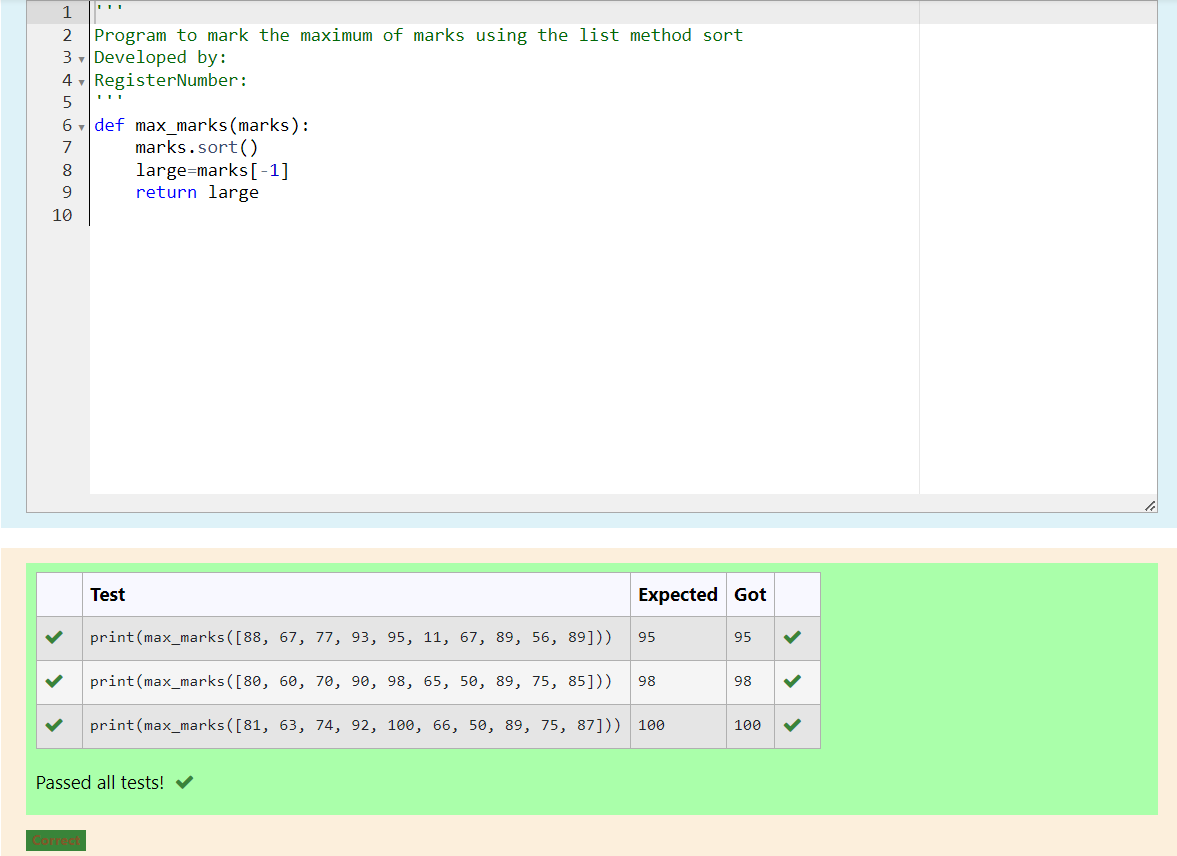 1 '''
2 Program to mark the maximum of marks using the list method sort
3 Developed by:
4 RegisterNumber:
5 '''
6 def max_marks(marks):
7     marks.sort()
8     large=marks[-1]
9     return large
10
Test Expected Got
print(max_marks([88, 67, 77, 93, 95, 11, 67, 89, 56, 89])) 95 95
print(max_marks([80, 60, 70, 90, 98, 65, 50, 89, 75, 85])) 98 98
print(max_marks([81, 63, 74, 92, 100, 66, 50, 89, 75, 87])) 100 100
Passed all tests!
Correct